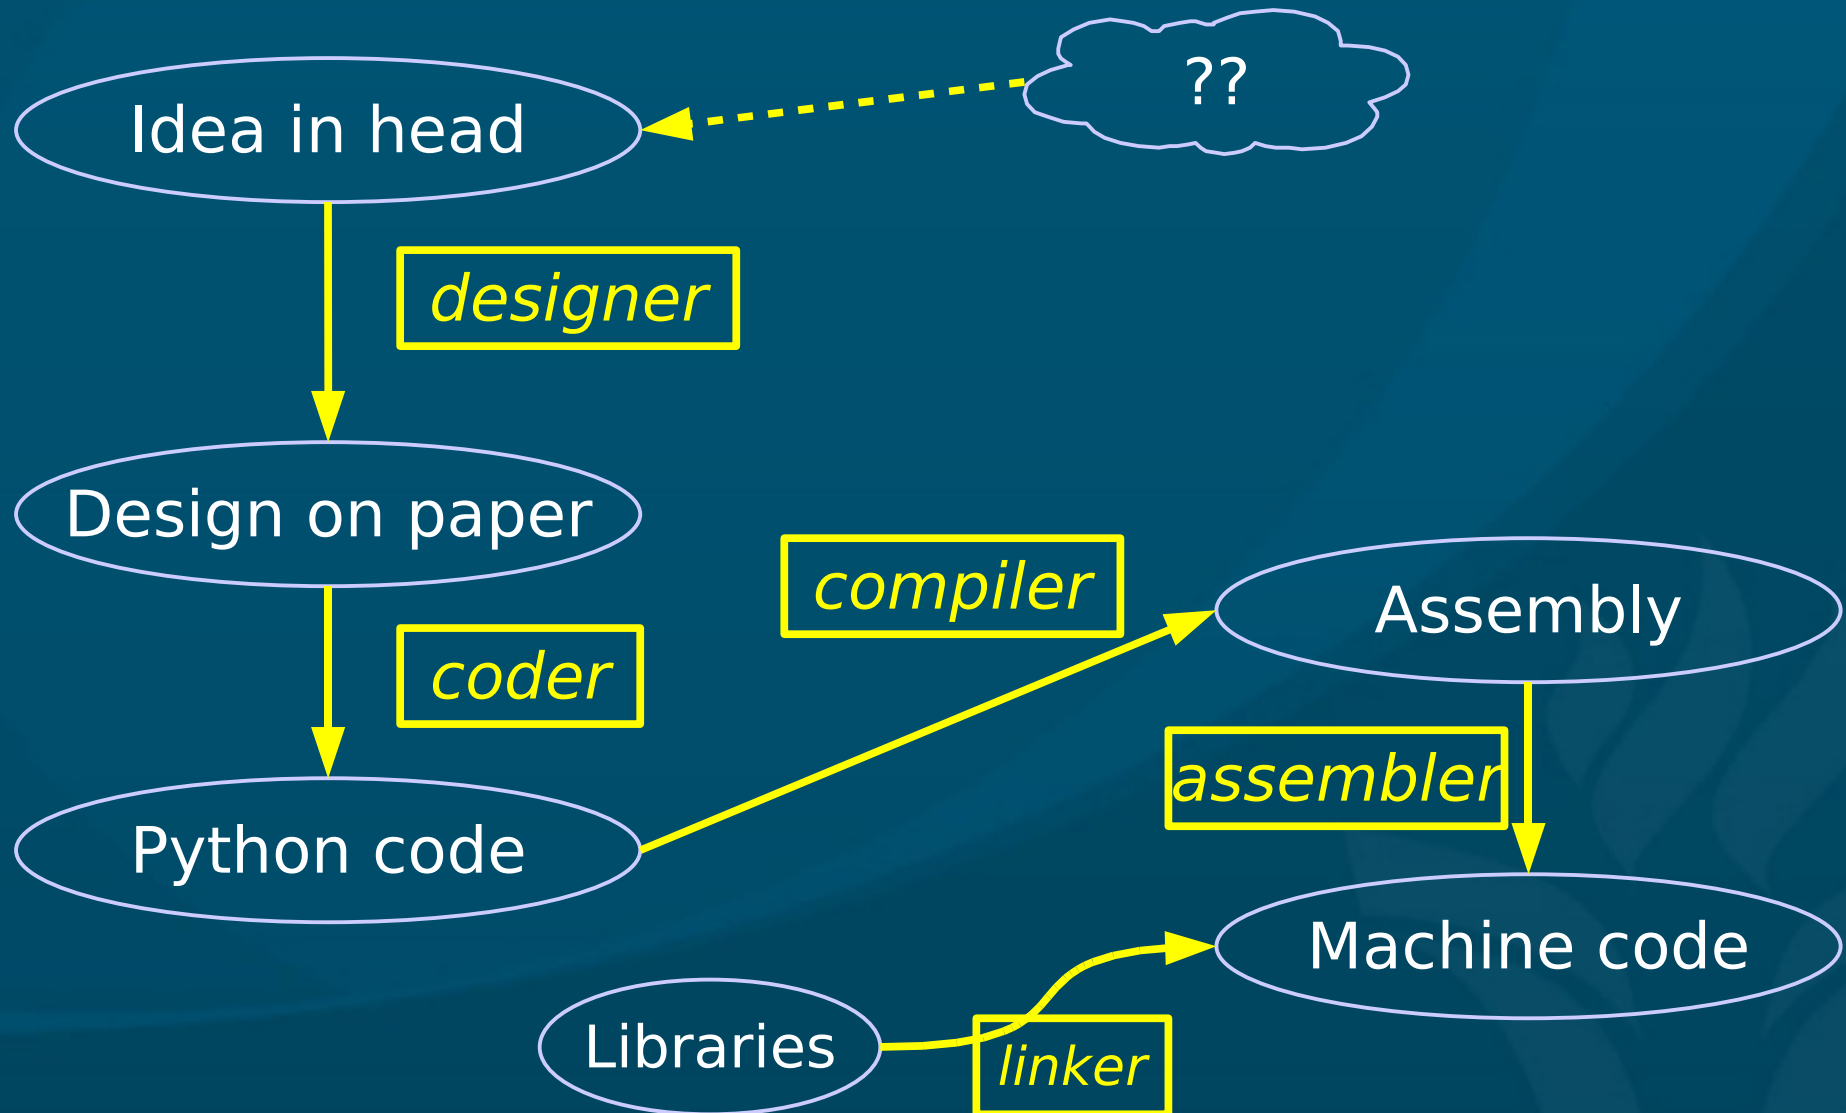 ??
Idea in head
designer
Design on paper
compiler
Assembly
coder
assembler
Python code
Machine code
Libraries
linker